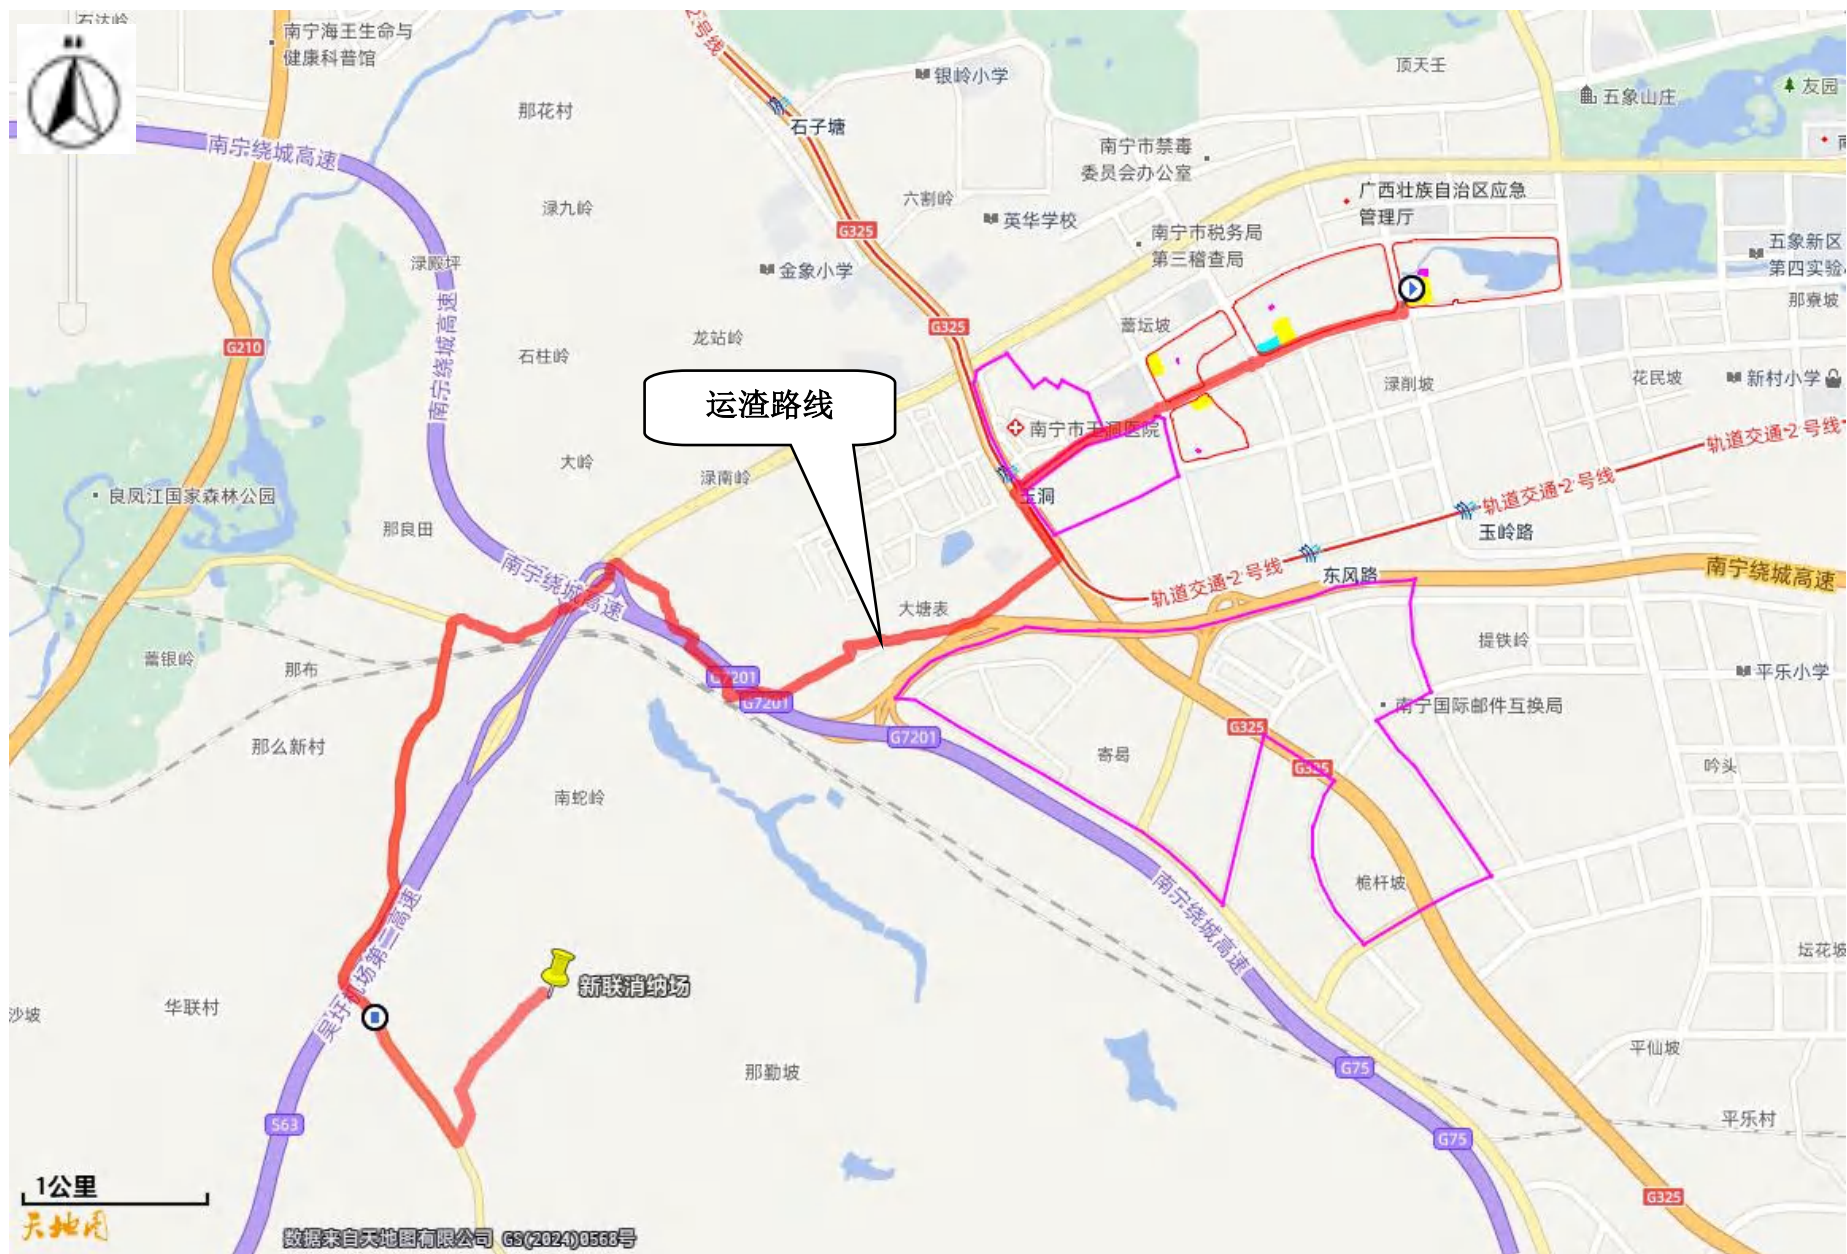 石达岭
南宁海王生命与
健康科普馆
2号线
银岭小学
顶天壬
五象山庄
友园
那花村
石子塘
南宁绕城高速
南宁市禁毒
委员会办公室
南
渌九岭
六割岭
英华学校
广西壮族自治区应急
管理厅
G325
南宁市税务局
第三稽查局
五象新区
第四实验
渌殿坪
金象小学
那寮坡
南宁绕城高速
G325
龙站岭
G210
石柱岭
渌削坡
花民坡
新村小学
运渣路线
南宁市玉洞医院
轨道交通2号线
大岭
渌南岭
良凤江国家森林公园
玉洞
轨道交通2号线
那良田
玉岭路
南宁绕城高速
东风路
轨道交通2号线
南宁绕城高速
大塘表
提铁岭
那布
G7201
平乐小学
G7201
南宁国际邮件互换局
G325
G7201
那么新村
寄曷
G325
吟头
南蛇岭
桅杆坡
南宁绕城高速
坛花坡
吴圩机场第二高速
新联消纳场
华联村
沙坡
平仙坡
那勤坡
G75
S63
平乐村
G75
1公里
G325
天地图
数据来自天地图有限公司 GS(2024)0568号